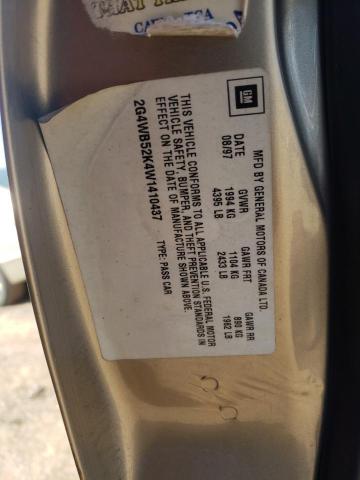 GM
MFD BY GENERAL MOTORS OF CANADA LTD.
DATE GVWR GAWR FRT GAWR RR
08/97 1994 KG 1104 KG 890 KG
4395 LB 2433 LB 1962 LB
THIS VEHICLE CONFORMS TO ALL APPLICABLE U.S. FEDERAL MOTOR
VEHICLE SAFETY, BUMPER, AND THEFT PREVENTION STANDARDS IN
EFFECT ON THE DATE OF MANUFACTURE SHOWN ABOVE.
2G4WB52K4W1410437 TYPE: PASS CAR